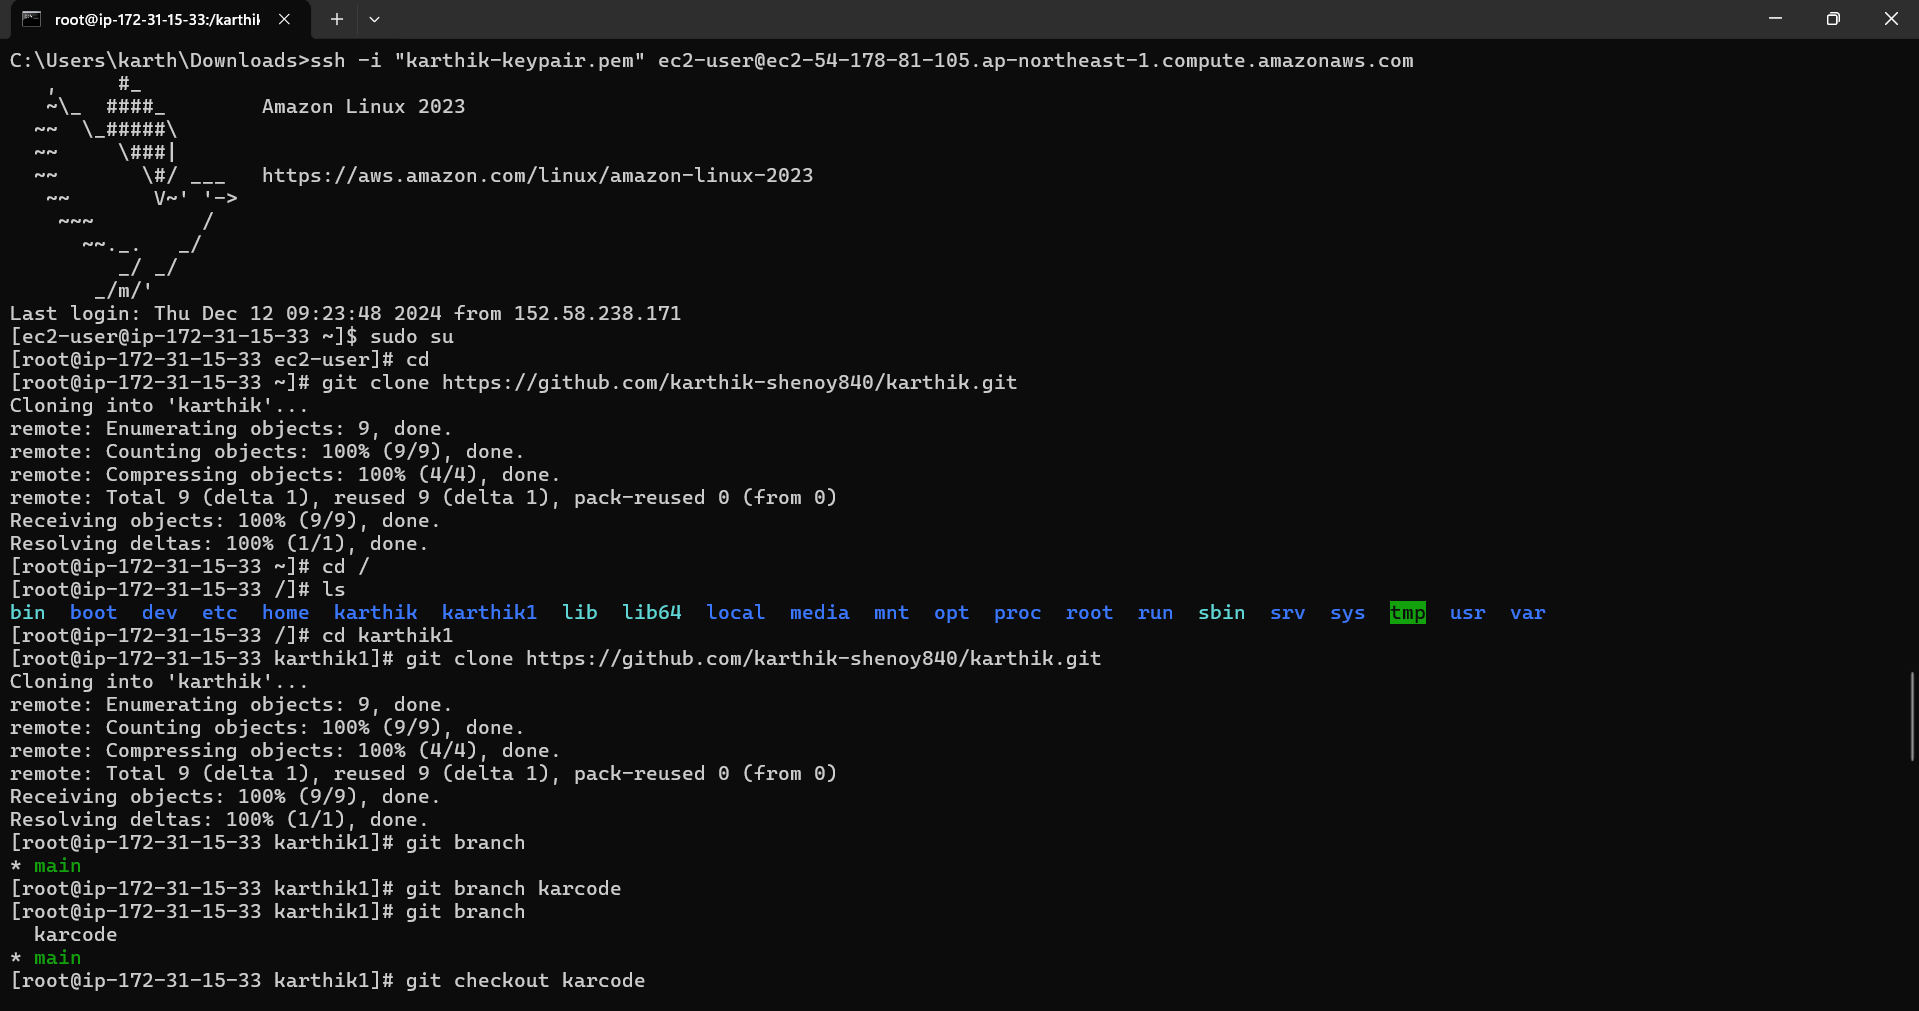 root@ip-172-31-15-33:/karthik
C:\Users\karth\Downloads>ssh -i "karthik-keypair.pem" ec2-user@ec2-54-178-81-105.ap-northeast-1.compute.amazonaws.com
   ,     #_
   ~\_  ####_        Amazon Linux 2023
  ~~  \_#####\
  ~~     \###|
  ~~       \#/ ___   https://aws.amazon.com/linux/amazon-linux-2023
   ~~       V~' '->
    ~~~         /
      ~~._.   _/
         _/ _/
       _/m/'
Last login: Thu Dec 12 09:23:48 2024 from 152.58.238.171
[ec2-user@ip-172-31-15-33 ~]$ sudo su
[root@ip-172-31-15-33 ec2-user]# cd
[root@ip-172-31-15-33 ~]# git clone https://github.com/karthik-shenoy840/karthik.git
Cloning into 'karthik'...
remote: Enumerating objects: 9, done.
remote: Counting objects: 100% (9/9), done.
remote: Compressing objects: 100% (4/4), done.
remote: Total 9 (delta 1), reused 9 (delta 1), pack-reused 0 (from 0)
Receiving objects: 100% (9/9), done.
Resolving deltas: 100% (1/1), done.
[root@ip-172-31-15-33 ~]# cd /
[root@ip-172-31-15-33 /]# ls
bin  boot  dev  etc  home  karthik  karthik1  lib  lib64  local  media  mnt  opt  proc  root  run  sbin  srv  sys  tmp  usr  var
[root@ip-172-31-15-33 /]# cd karthik1
[root@ip-172-31-15-33 karthik1]# git clone https://github.com/karthik-shenoy840/karthik.git
Cloning into 'karthik'...
remote: Enumerating objects: 9, done.
remote: Counting objects: 100% (9/9), done.
remote: Compressing objects: 100% (4/4), done.
remote: Total 9 (delta 1), reused 9 (delta 1), pack-reused 0 (from 0)
Receiving objects: 100% (9/9), done.
Resolving deltas: 100% (1/1), done.
[root@ip-172-31-15-33 karthik1]# git branch
* main
[root@ip-172-31-15-33 karthik1]# git branch karcode
[root@ip-172-31-15-33 karthik1]# git branch
  karcode
* main
[root@ip-172-31-15-33 karthik1]# git checkout karcode